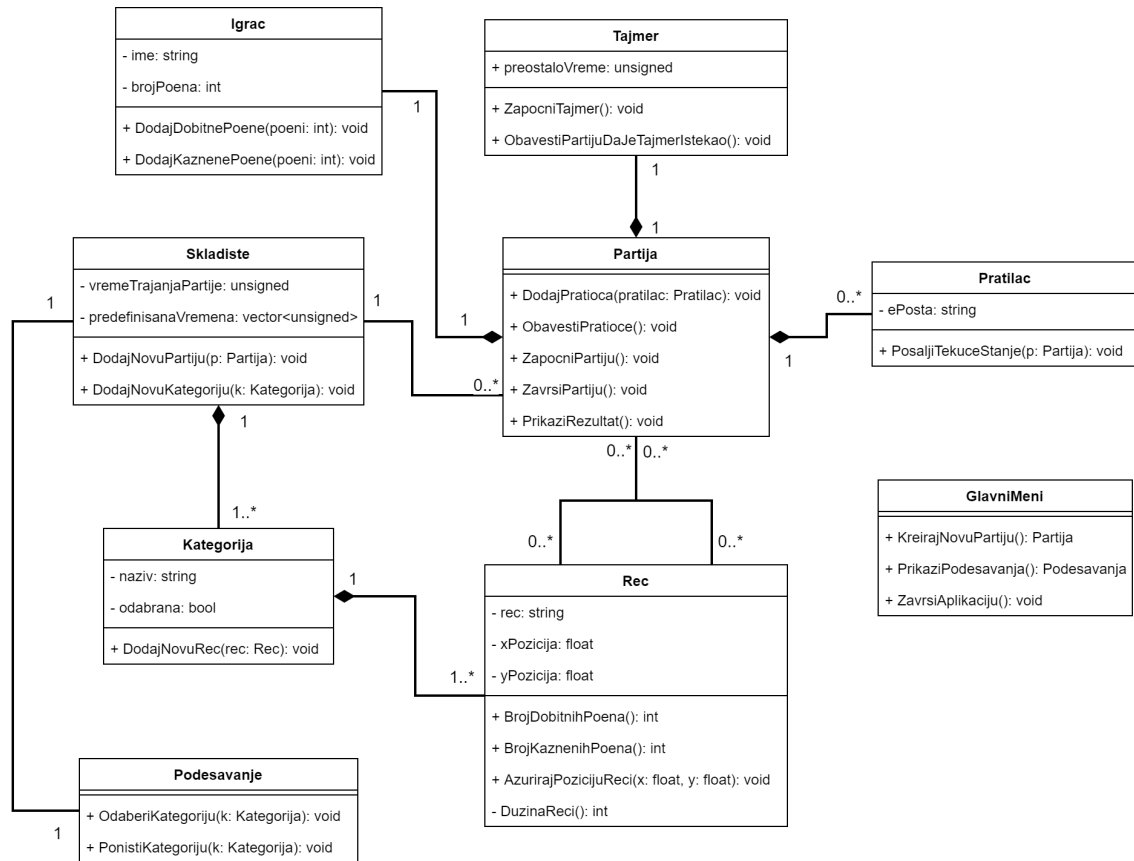 Igrac
- ime: string
- brojPoena: int
+ DodajDobitnePoene(poeni: int): void
+ DodajKaznenePoene(poeni: int): void
1
Tajmer
+ preostaloVreme: unsigned
+ ZapocniTajmer(): void
+ ObavestiPartijuDaJeTajmerIstekao(): void
1
1
Skladiste
- vremeTrajanjaPartije: unsigned
- predefinisanaVremena: vector<unsigned>
+ DodajNovuPartiju(p: Partija): void
+ DodajNovuKategoriju(k: Kategorija): void
1
1
1
0..*
1
Partija
+ DodajPratioca(pratilac: Pratilac): void
+ ObavestiPratioce(): void
+ ZapocniPartiju(): void
+ ZavrsiPartiju(): void
+ PrikaziRezultat(): void
0..*
1
Pratilac
- ePosta: string
+ PosaljiTekuceStanje(p: Partija): void
1
1..*
0..*
0..*
0..*
0..*
GlavniMeni
+ KreirajNovuPartiju(): Partija
+ PrikaziPodesavanja(): Podesavanja
+ ZavrsiAplikaciju(): void
Kategorija
- naziv: string
- odabrana: bool
+ DodajNovuRec(rec: Rec): void
1
1..*
Rec
- rec: string
- xPozicija: float
- yPozicija: float
+ BrojDobitnihPoena(): int
+ BrojKaznenihPoena(): int
+ AzurirajPozicijuReci(x: float, y: float): void
- DuzinaReci(): int
Podesavanje
+ OdaberiKategoriju(k: Kategorija): void
+ PonistiKategoriju(k: Kategorija): void
1